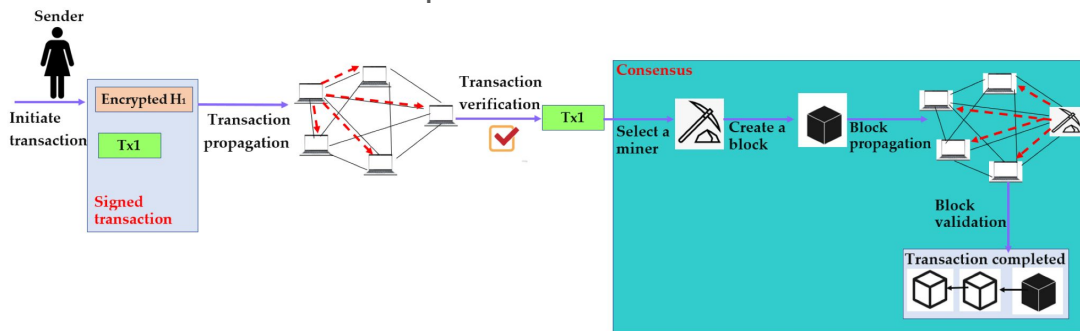 Sender
Initiate
transaction
Encrypted H₁
Tx1
Signed
transaction
Transaction
propagation
Transaction
verification
Tx1
Consensus
Select a
miner
Create a
block
Block
propagation
Block
validation
Transaction completed